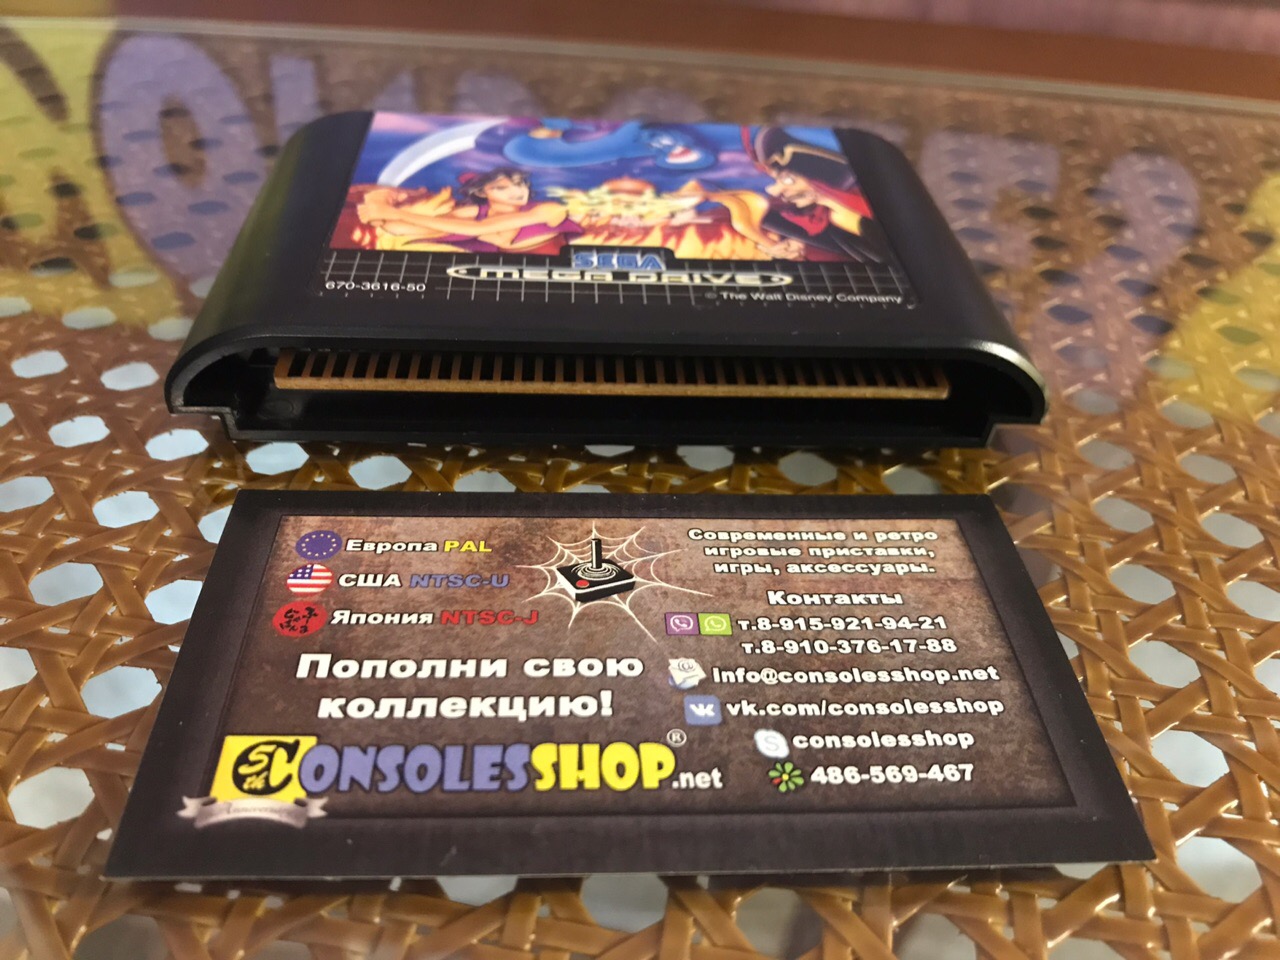 SEGA
MEGA DRIVE
670-3616-50
© The Walt Disney Company
Европа PAL
США NTSC-U
Япония NTSC-J
Пополни свою
коллекцию!
5th
Anniversary
CONSOLESSHOP®.net
Современные и ретро
игровые приставки,
игры, аксессуары.
Контакты
т.8-915-921-94-21
т.8-910-376-17-88
info@consolesshop.net
vk.com/consolesshop
consolesshop
486-569-467